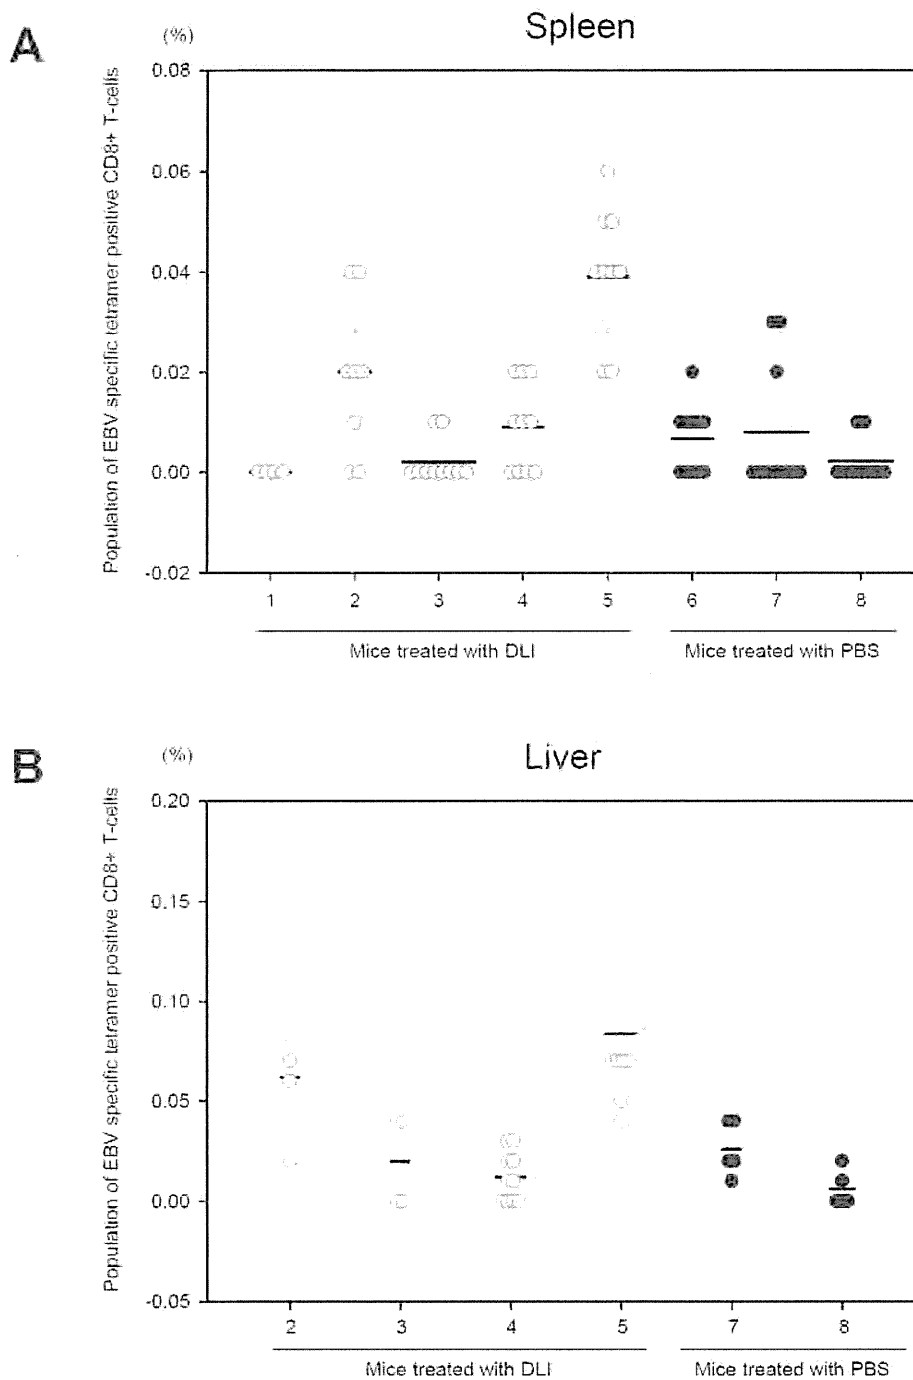 A
(%)
Spleen
Population of EBV specific tetramer positive CD8+ T-cells
0.08
0.06
0.04
0.02
0.00
-0.02
1 2 3 4 5 6 7 8
Mice treated with DLI Mice treated with PBS
B
(%)
Liver
Population of EBV specific tetramer positive CD8+ T-cells
0.20
0.15
0.10
0.05
0.00
-0.05
2 3 4 5 7 8
Mice treated with DLI Mice treated with PBS